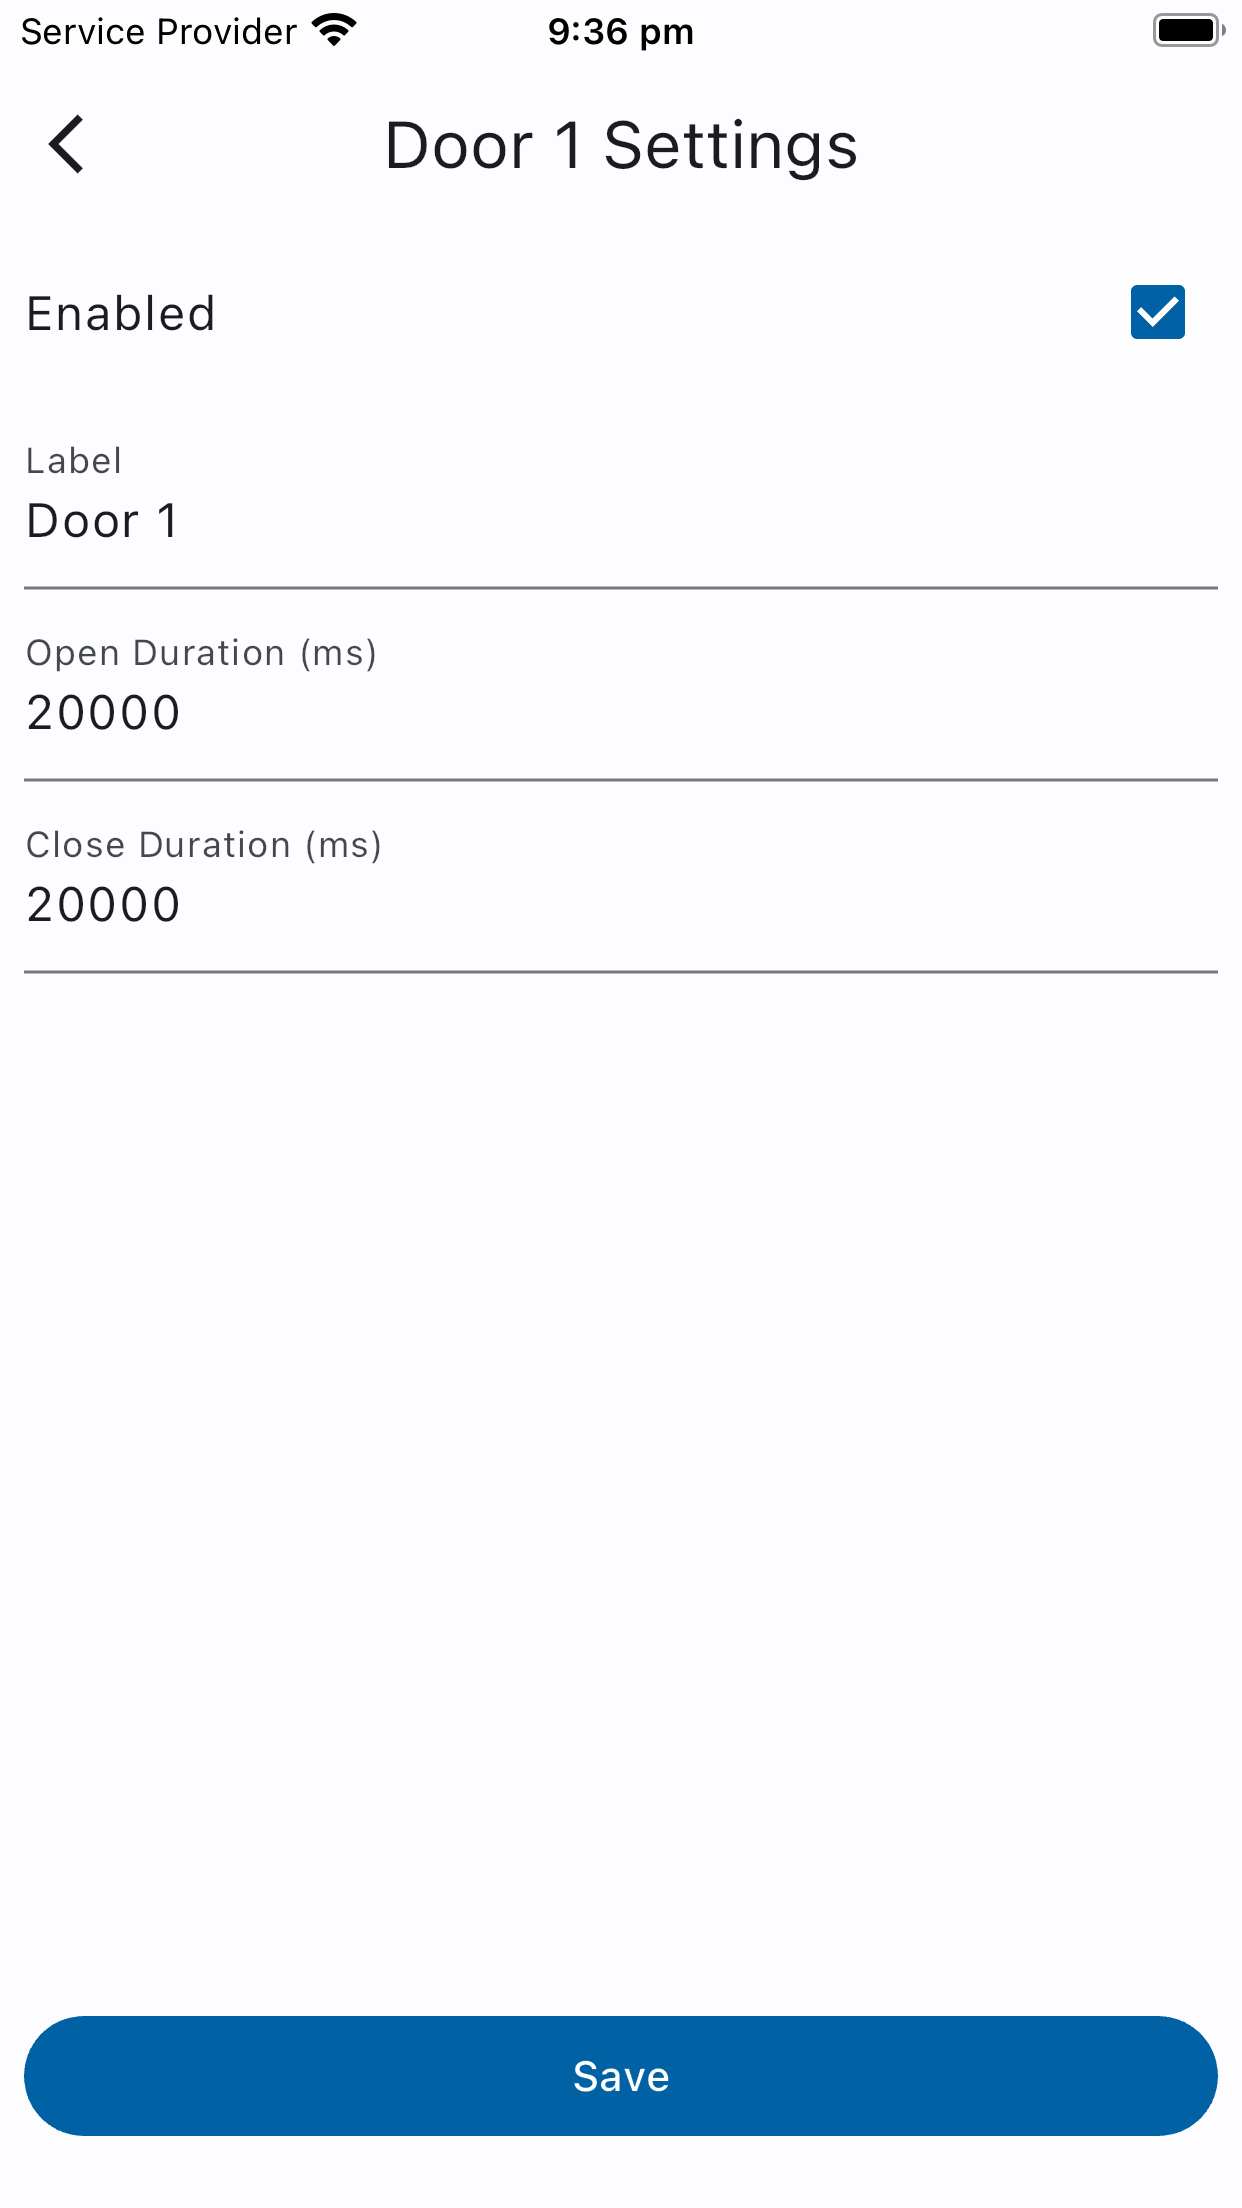 Service Provider 9:36 pm
Door 1 Settings
Enabled
Label
Door 1
Open Duration (ms)
20000
Close Duration (ms)
20000
Save